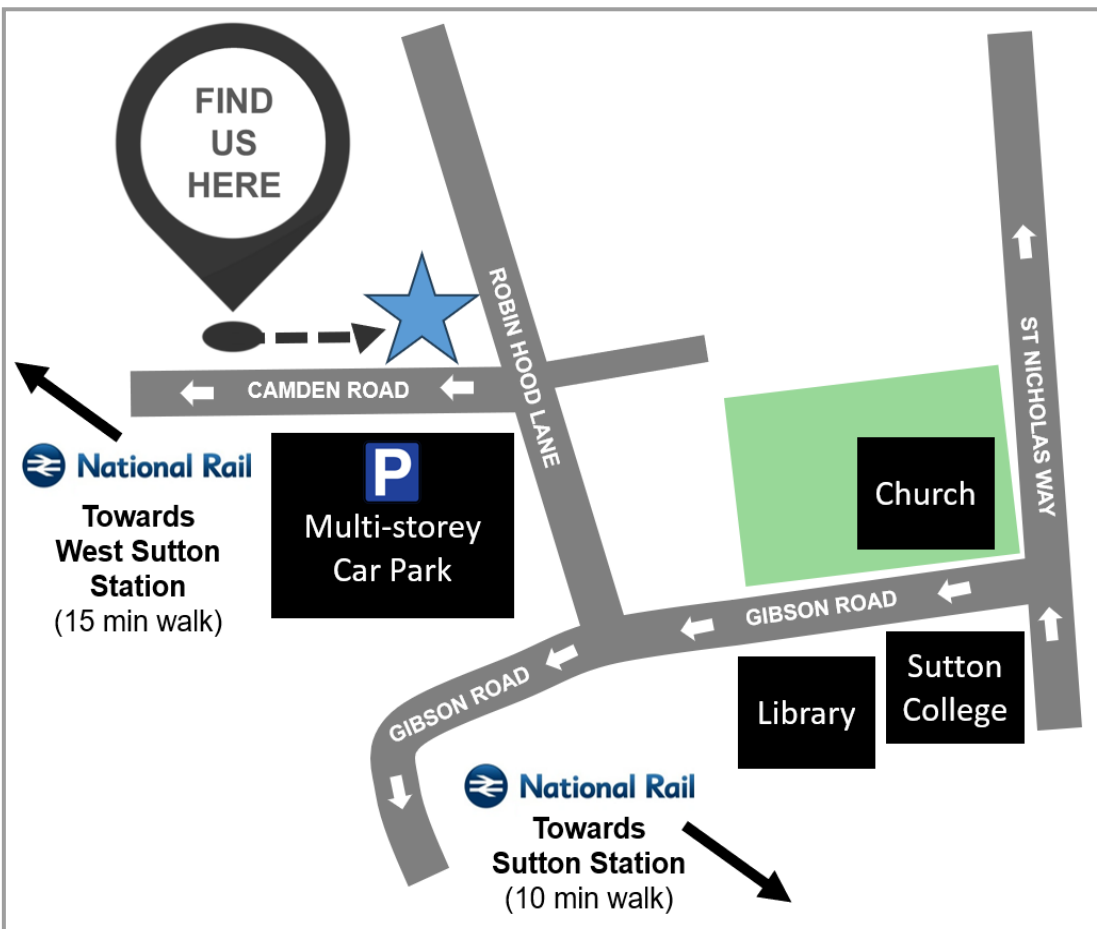 FIND
US
HERE
ROBIN HOOD LANE
ST NICHOLAS WAY
CAMDEN ROAD
National Rail
Towards
West Sutton
Station
(15 min walk)
P
Multi-storey
Car Park
Church
GIBSON ROAD
GIBSON ROAD
Library
Sutton
College
National Rail
Towards
Sutton Station
(10 min walk)